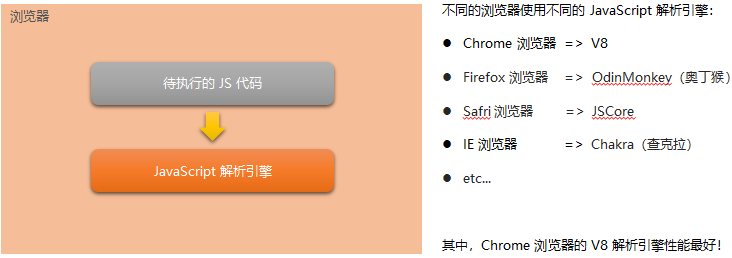 浏览器
待执行的 JS 代码
JavaScript 解析引擎
不同的浏览器使用不同的 JavaScript 解析引擎：
● Chrome 浏览器 => V8
● Firefox 浏览器 => OdinMonkey（奥丁猴）
● Safri 浏览器 => JSCore
● IE 浏览器 => Chakra（查克拉）
● etc...
其中，Chrome 浏览器的 V8 解析引擎性能最好！